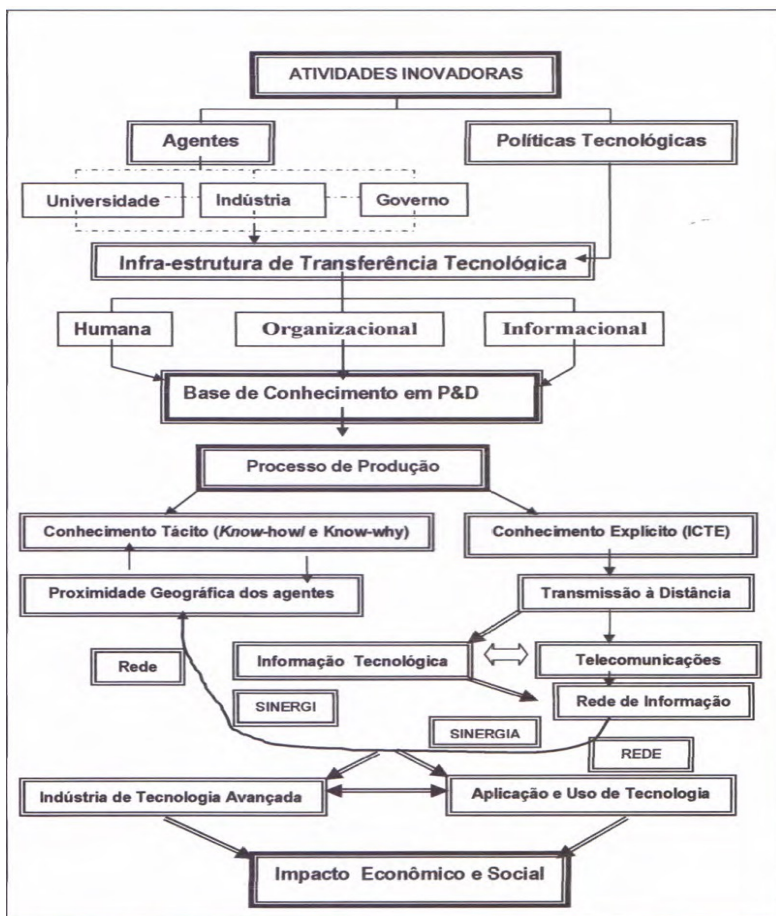 ATIVIDADES INOVADORAS
Agentes
Políticas Tecnológicas
Universidade
Indústria
Governo
Infra-estrutura de Transferência Tecnológica
Humana
Organizacional
Informacional
Base de Conhecimento em P&D
Processo de Produção
Conhecimento Tácito (Know-how/ e Know-why)
Conhecimento Explícito (ICTE)
Proximidade Geográfica dos agentes
Transmissão à Distância
Rede
Informação Tecnológica
Telecomunicações
Rede de Informação
SINERGI
SINERGIA
REDE
Indústria de Tecnologia Avançada
Aplicação e Uso de Tecnologia
Impacto Econômico e Social